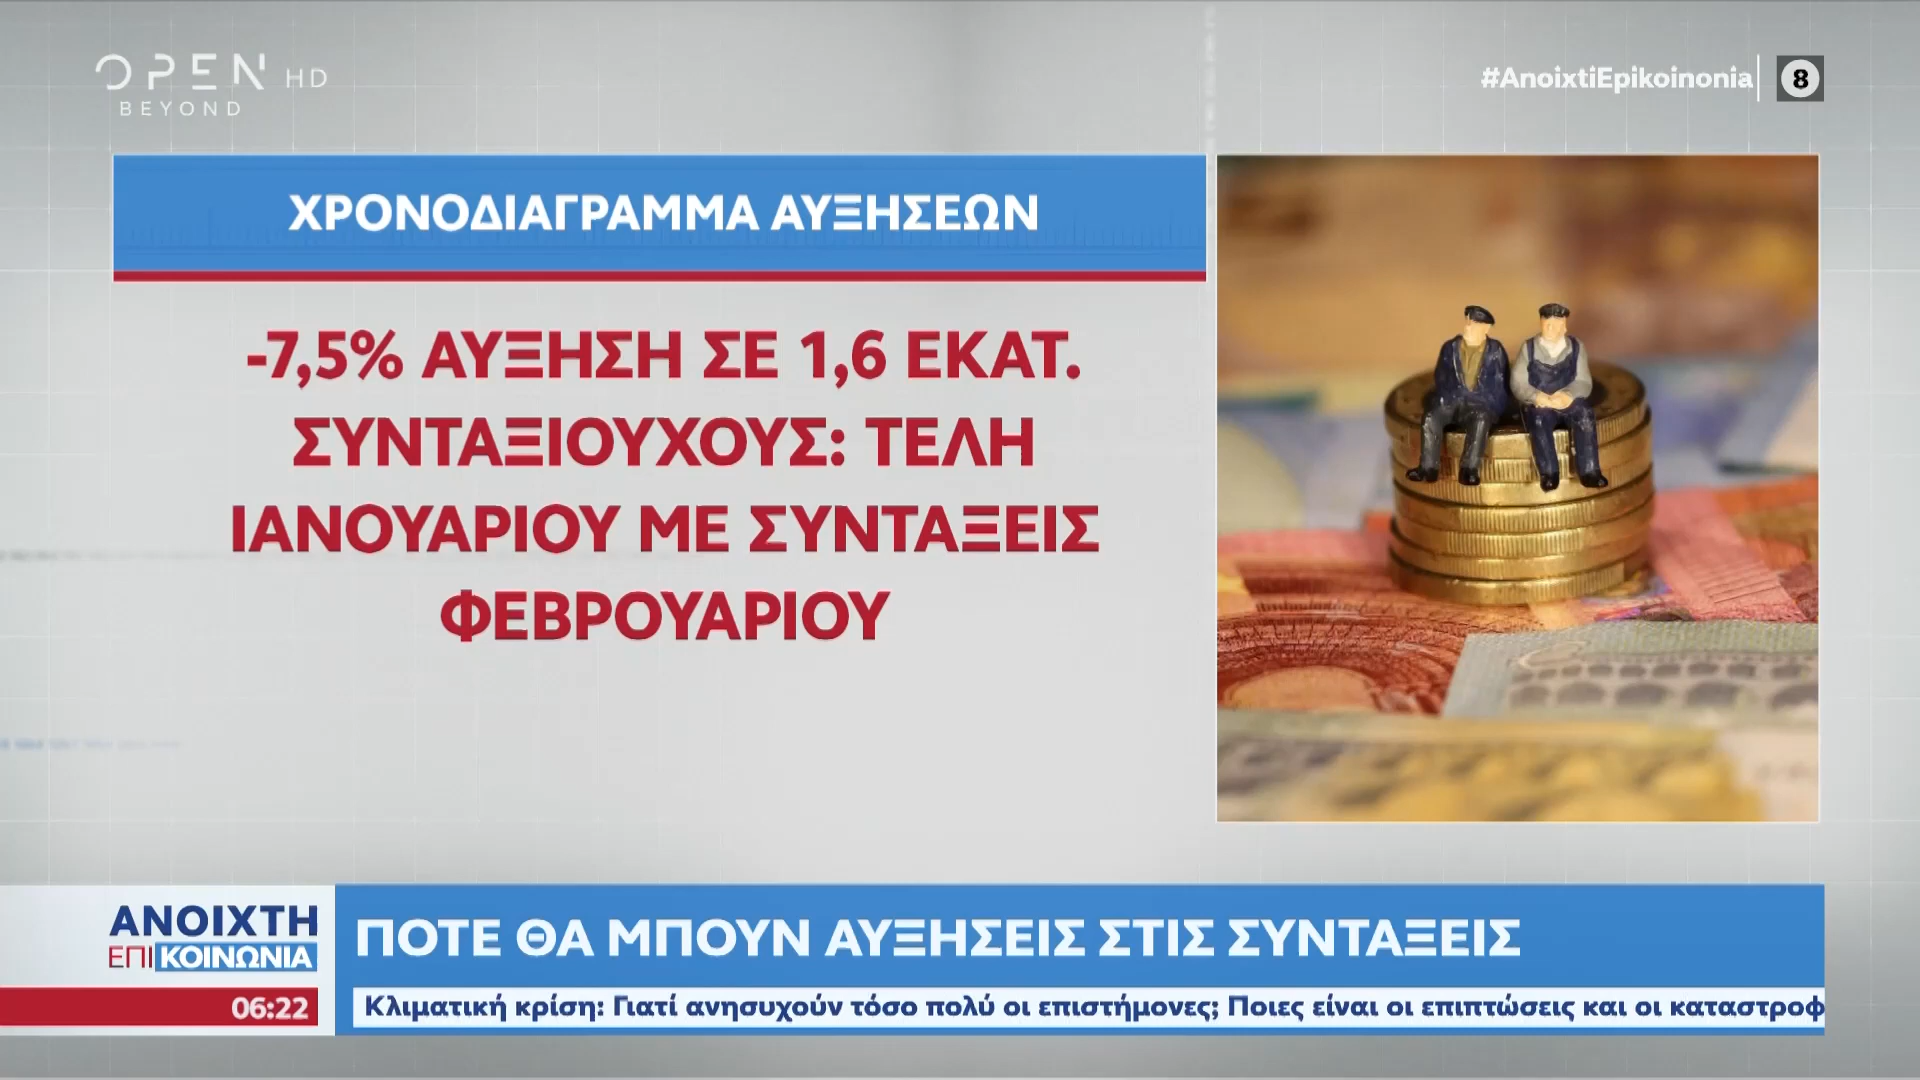 OPEN HD
BEYOND
#AnoixtiEpikoinonia
8
ΧΡΟΝΟΔΙΑΓΡΑΜΜΑ ΑΥΞΗΣΕΩΝ
-7,5% ΑΥΞΗΣΗ ΣΕ 1,6 ΕΚΑΤ.
ΣΥΝΤΑΞΙΟΥΧΟΥΣ: ΤΕΛΗ
ΙΑΝΟΥΑΡΙΟΥ ΜΕ ΣΥΝΤΑΞΕΙΣ
ΦΕΒΡΟΥΑΡΙΟΥ
ΑΝΟΙΧΤΗ
ΕΠΙΚΟΙΝΩΝΙΑ
ΠΟΤΕ ΘΑ ΜΠΟΥΝ ΑΥΞΗΣΕΙΣ ΣΤΙΣ ΣΥΝΤΑΞΕΙΣ
06:22
Κλιματική κρίση: Γιατί ανησυχούν τόσο πολύ οι επιστήμονες; Ποιες είναι οι επιπτώσεις και οι καταστροφ